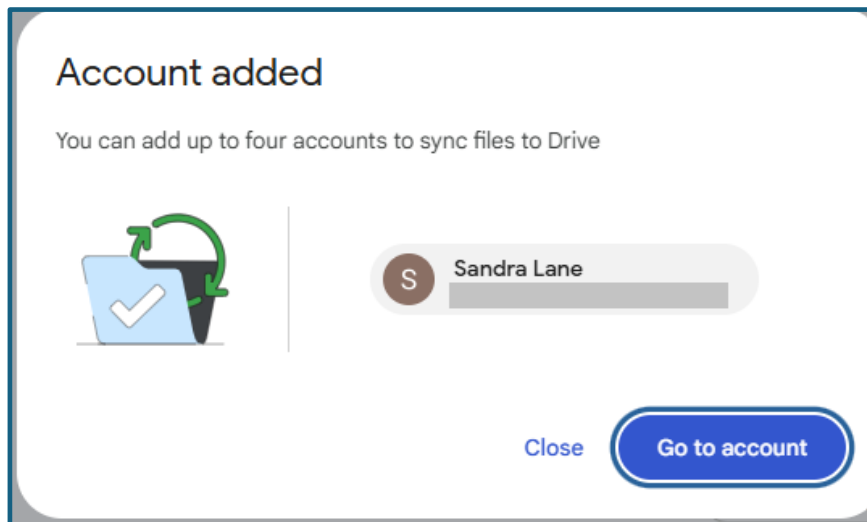 Account added
You can add up to four accounts to sync files to Drive
S
Sandra Lane
Close
Go to account